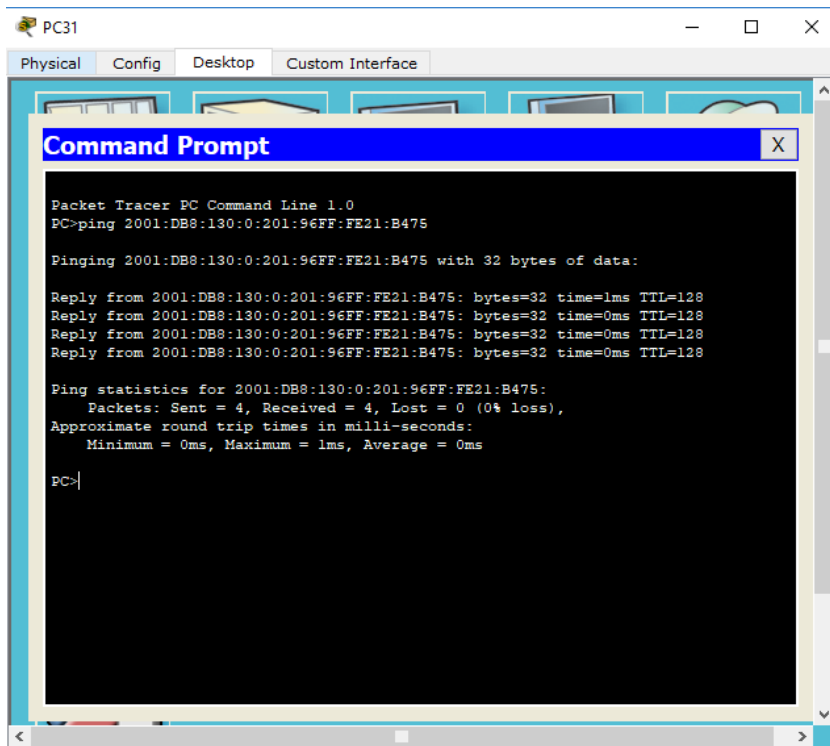 PC31
Physical Config Desktop Custom Interface
Command Prompt
X
Packet Tracer PC Command Line 1.0
PC>ping 2001:DB8:130:0:201:96FF:FE21:B475
Pinging 2001:DB8:130:0:201:96FF:FE21:B475 with 32 bytes of data:
Reply from 2001:DB8:130:0:201:96FF:FE21:B475: bytes=32 time=1ms TTL=128
Reply from 2001:DB8:130:0:201:96FF:FE21:B475: bytes=32 time=0ms TTL=128
Reply from 2001:DB8:130:0:201:96FF:FE21:B475: bytes=32 time=0ms TTL=128
Reply from 2001:DB8:130:0:201:96FF:FE21:B475: bytes=32 time=0ms TTL=128
Ping statistics for 2001:DB8:130:0:201:96FF:FE21:B475:
Packets: Sent = 4, Received = 4, Lost = 0 (0% loss),
Approximate round trip times in milli-seconds:
Minimum = 0ms, Maximum = 1ms, Average = 0ms
PC>